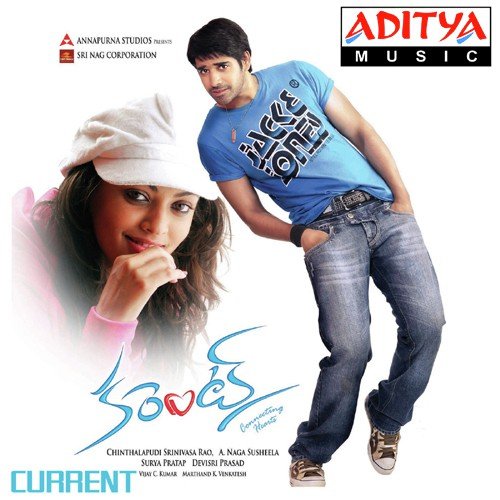 ANNAPURNA STUDIOS PRESENTS
SRI NAG CORPORATION
ADITYA
MUSIC
JACKE
JONES
కరెంట్
Connecting
Hearts
CHINTHALAPUDI SRINIVASA RAO, A. NAGA SUSHEELA
SURYA PRATAP DEVISRI PRASAD
VIJAY C. KUMAR MARTHAND K. VENKATESH
CURRENT